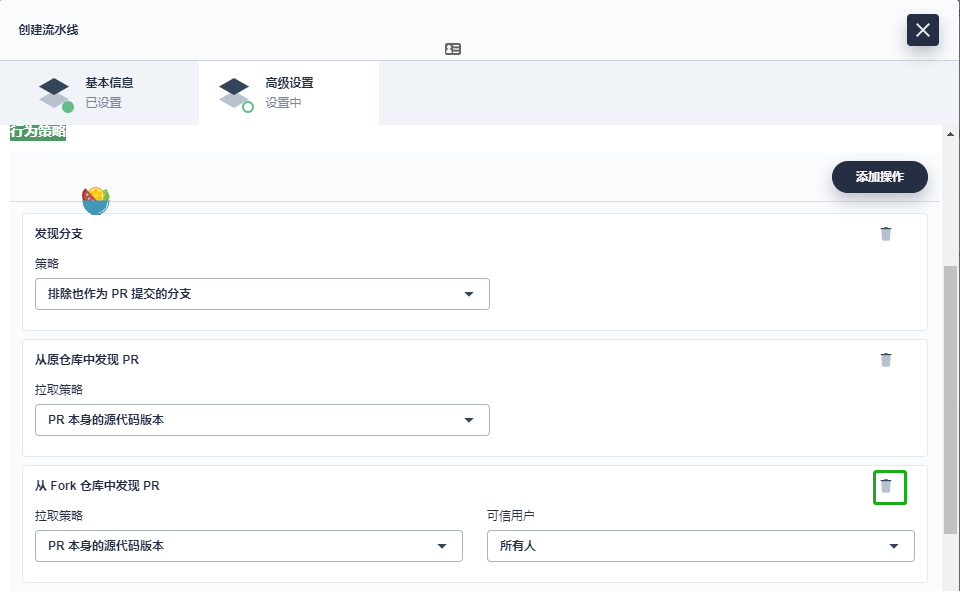 创建流水线
基本信息
已设置
高级设置
设置中
行为策略
添加操作
发现分支
策略
排除也作为 PR 提交的分支
从原仓库中发现 PR
拉取策略
PR 本身的源代码版本
从 Fork 仓库中发现 PR
拉取策略
可信用户
PR 本身的源代码版本
所有人